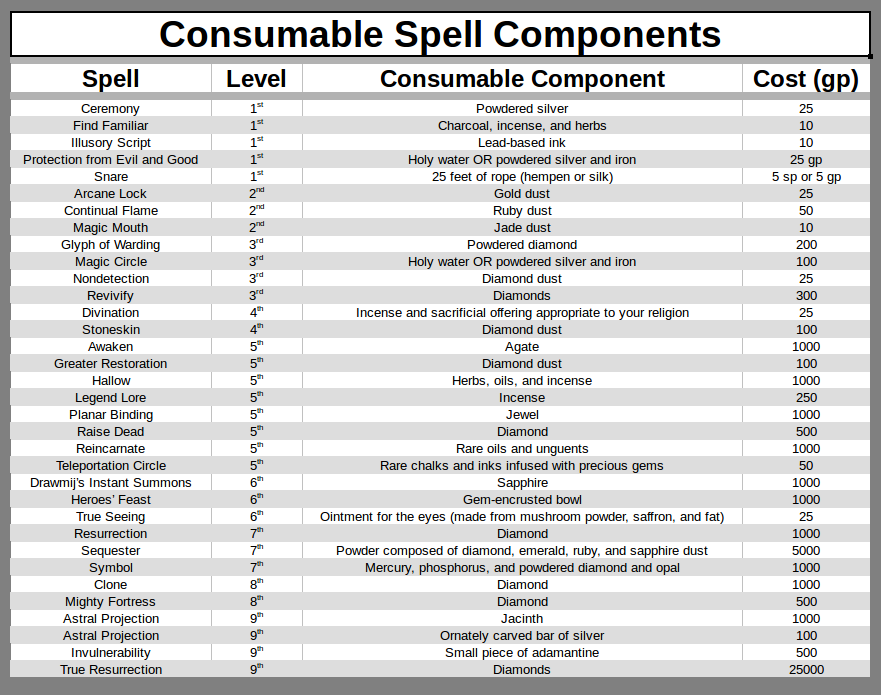 Consumable Spell Components
Spell Level Consumable Component Cost (gp)
Ceremony 1st Powdered silver 25
Find Familiar 1st Charcoal, incense, and herbs 10
Illusory Script 1st Lead-based ink 10
Protection from Evil and Good 1st Holy water OR powdered silver and iron 25 gp
Snare 1st 25 feet of rope (hempen or silk) 5 sp or 5 gp
Arcane Lock 2nd Gold dust 25
Continual Flame 2nd Ruby dust 50
Magic Mouth 2nd Jade dust 10
Glyph of Warding 3rd Powdered diamond 200
Magic Circle 3rd Holy water OR powdered silver and iron 100
Nondetection 3rd Diamond dust 25
Revivify 3rd Diamonds 300
Divination 4th Incense and sacrificial offering appropriate to your religion 25
Stoneskin 4th Diamond dust 100
Awaken 5th Agate 1000
Greater Restoration 5th Diamond dust 100
Hallow 5th Herbs, oils, and incense 1000
Legend Lore 5th Incense 250
Planar Binding 5th Jewel 1000
Raise Dead 5th Diamond 500
Reincarnate 5th Rare oils and unguents 1000
Teleportation Circle 5th Rare chalks and inks infused with precious gems 50
Drawmij's Instant Summons 6th Sapphire 1000
Heroes' Feast 6th Gem-encrusted bowl 1000
True Seeing 6th Ointment for the eyes (made from mushroom powder, saffron, and fat) 25
Resurrection 7th Diamond 1000
Sequester 7th Powder composed of diamond, emerald, ruby, and sapphire dust 5000
Symbol 7th Mercury, phosphorus, and powdered diamond and opal 1000
Clone 8th Diamond 1000
Mighty Fortress 8th Diamond 500
Astral Projection 9th Jacinth 1000
Astral Projection 9th Ornately carved bar of silver 100
Invulnerability 9th Small piece of adamantine 500
True Resurrection 9th Diamonds 25000